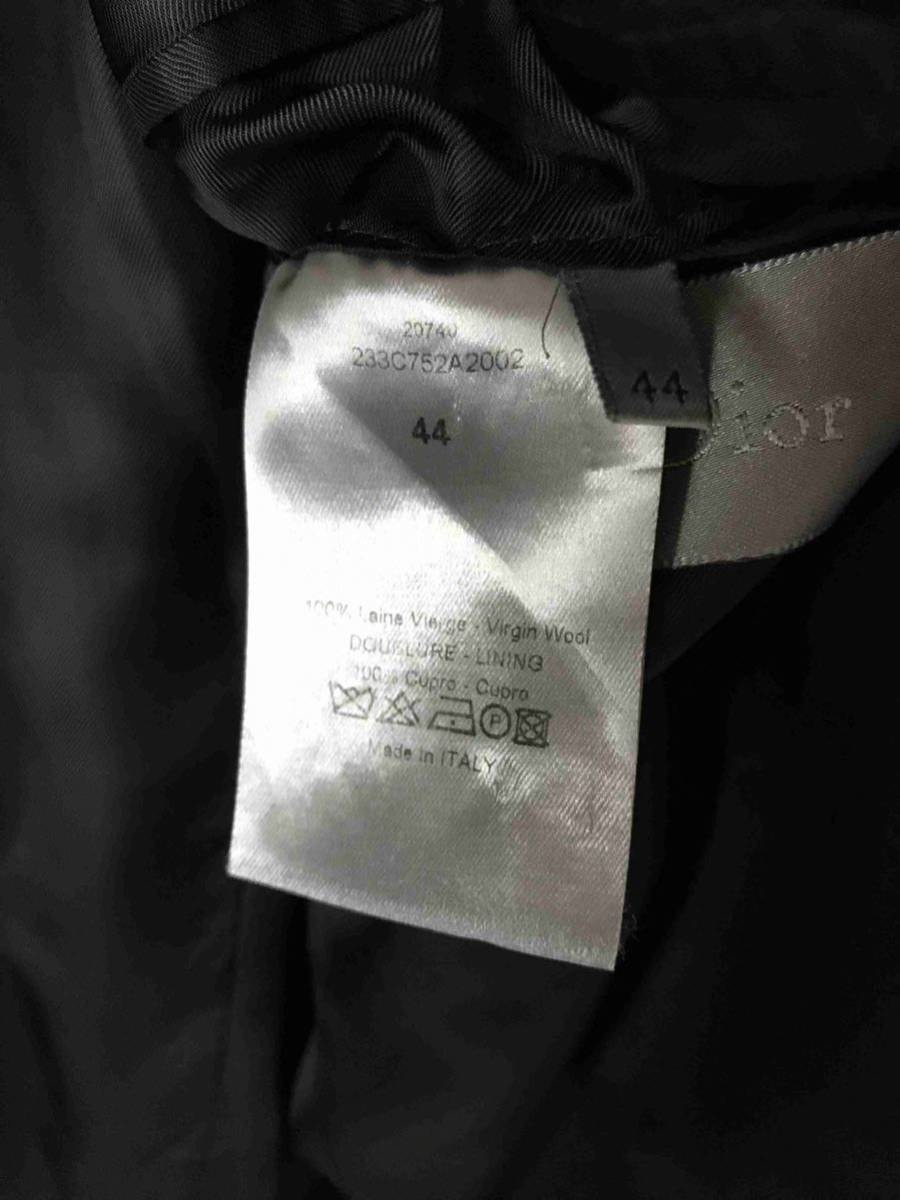 20740
233C752A2002
44
44
Dior
100% Laine Vierge - Virgin Wool
DOUBLURE - LINING
100% Cupro - Cupro
P
Made in ITALY